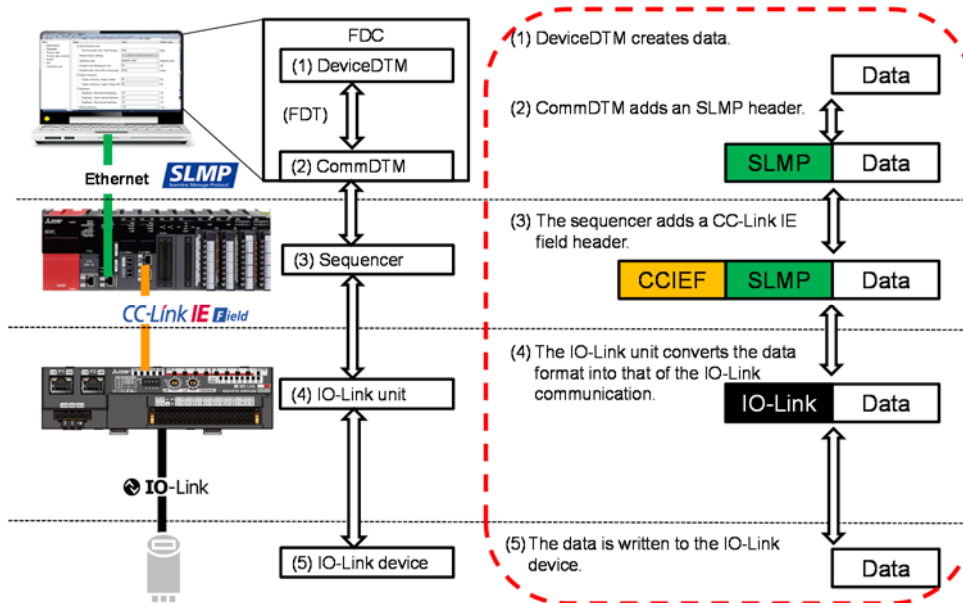 FDC
(1) DeviceDTM
(FDT)
(2) CommDTM
Ethernet
SLMP
Seamless Message Protocol
(3) Sequencer
CC-Link IE Field
(4) IO-Link unit
IO-Link
(5) IO-Link device
(1) DeviceDTM creates data.
Data
(2) CommDTM adds an SLMP header.
SLMP Data
(3) The sequencer adds a CC-Link IE
field header.
CCIEF SLMP Data
(4) The IO-Link unit converts the data
format into that of the IO-Link
communication.
IO-Link Data
(5) The data is written to the IO-Link
device.
Data